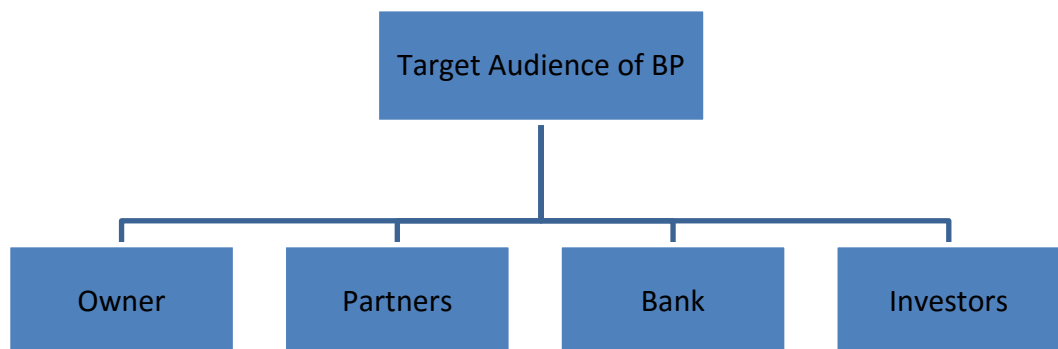 Target Audience of BP
Owner
Partners
Bank
Investors